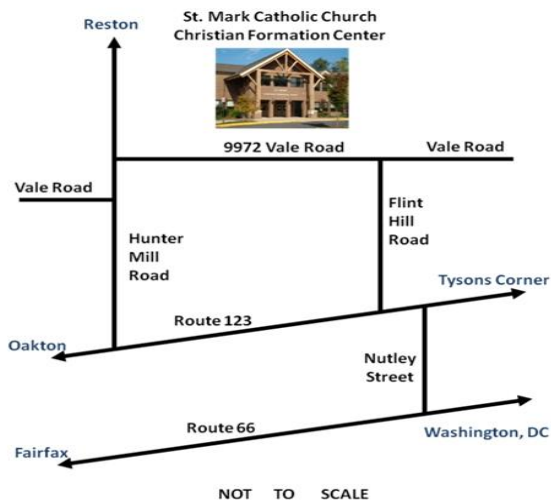 St. Mark Catholic Church
Christian Formation Center
Reston
9972 Vale Road
Vale Road
Vale Road
Flint
Hill
Road
Hunter
Mill
Road
Tysons Corner
Route 123
Oakton
Nutley
Street
Route 66
Washington, DC
Fairfax
NOT TO SCALE